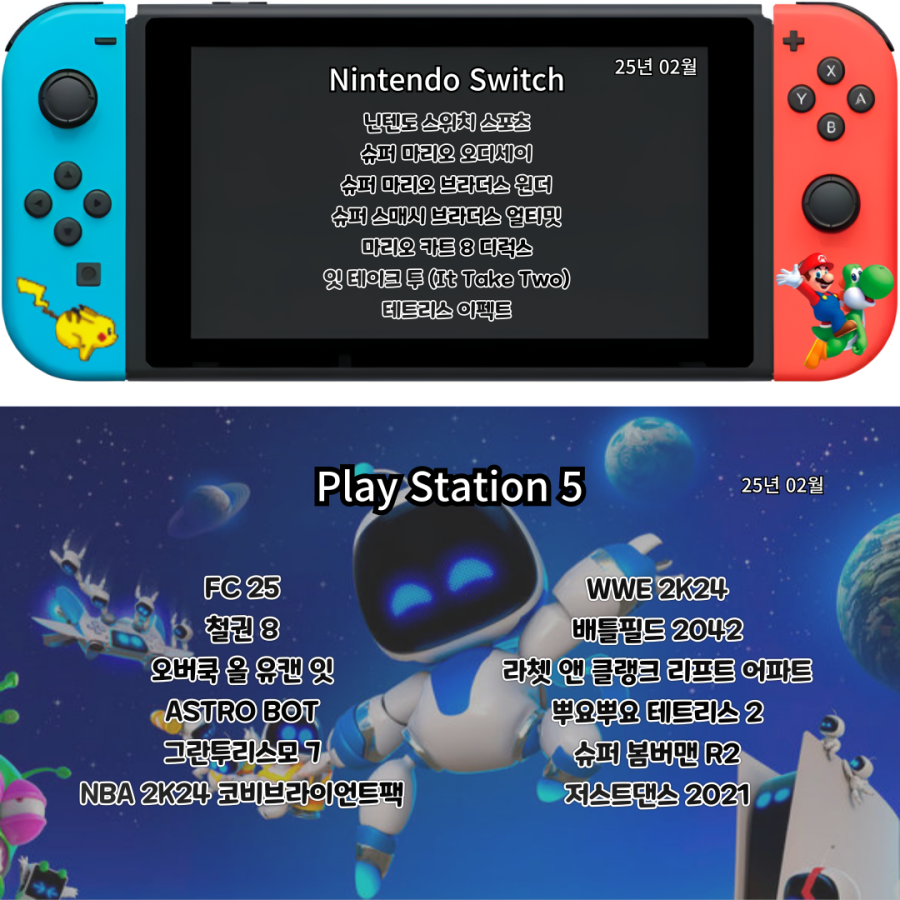 Nintendo Switch
25년 02월
닌텐도 스위치 스포츠
슈퍼 마리오 오디세이
슈퍼 마리오 브라더스 원더
슈퍼 스매시 브라더스 얼티밋
마리오 카트 8 디럭스
잇 테이크 투 (It Take Two)
테트리스 이펙트
X
Y
A
B
Play Station 5
25년 02월
FC 25
철권 8
오버쿡 올 유캔 잇
ASTRO BOT
그란투리스모 7
NBA 2K24 코비브라이언트팩
WWE 2K24
배틀필드 2042
라쳇 앤 클랭크 리프트 어파트
뿌요뿌요 테트리스 2
슈퍼 봄버맨 R2
저스트댄스 2021